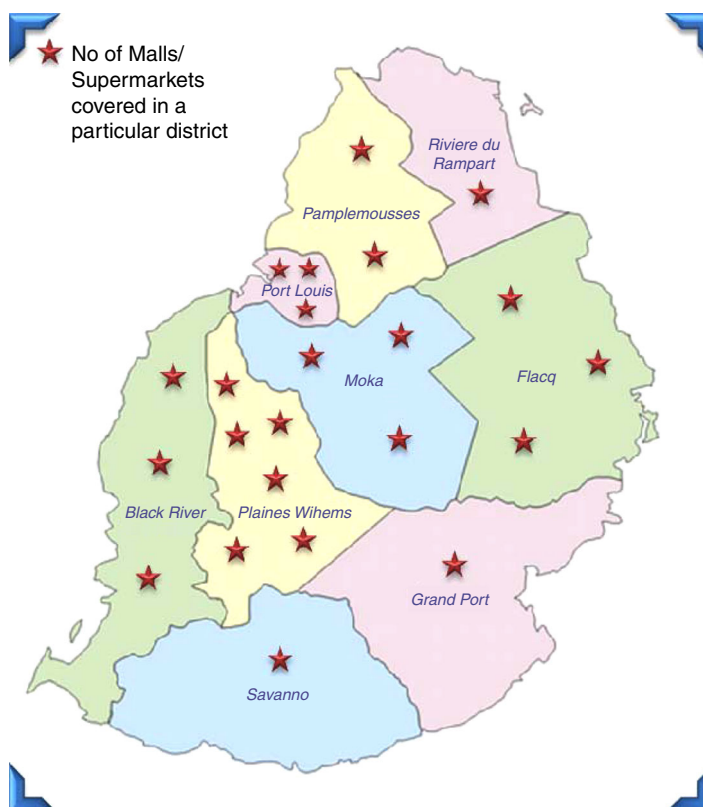 No of Malls/
Supermarkets
covered in a
particular district
Riviere du
Rampart
Pamplemousses
Port Louis
Moka
Flacq
Black River
Plaines Wihems
Grand Port
Savanno